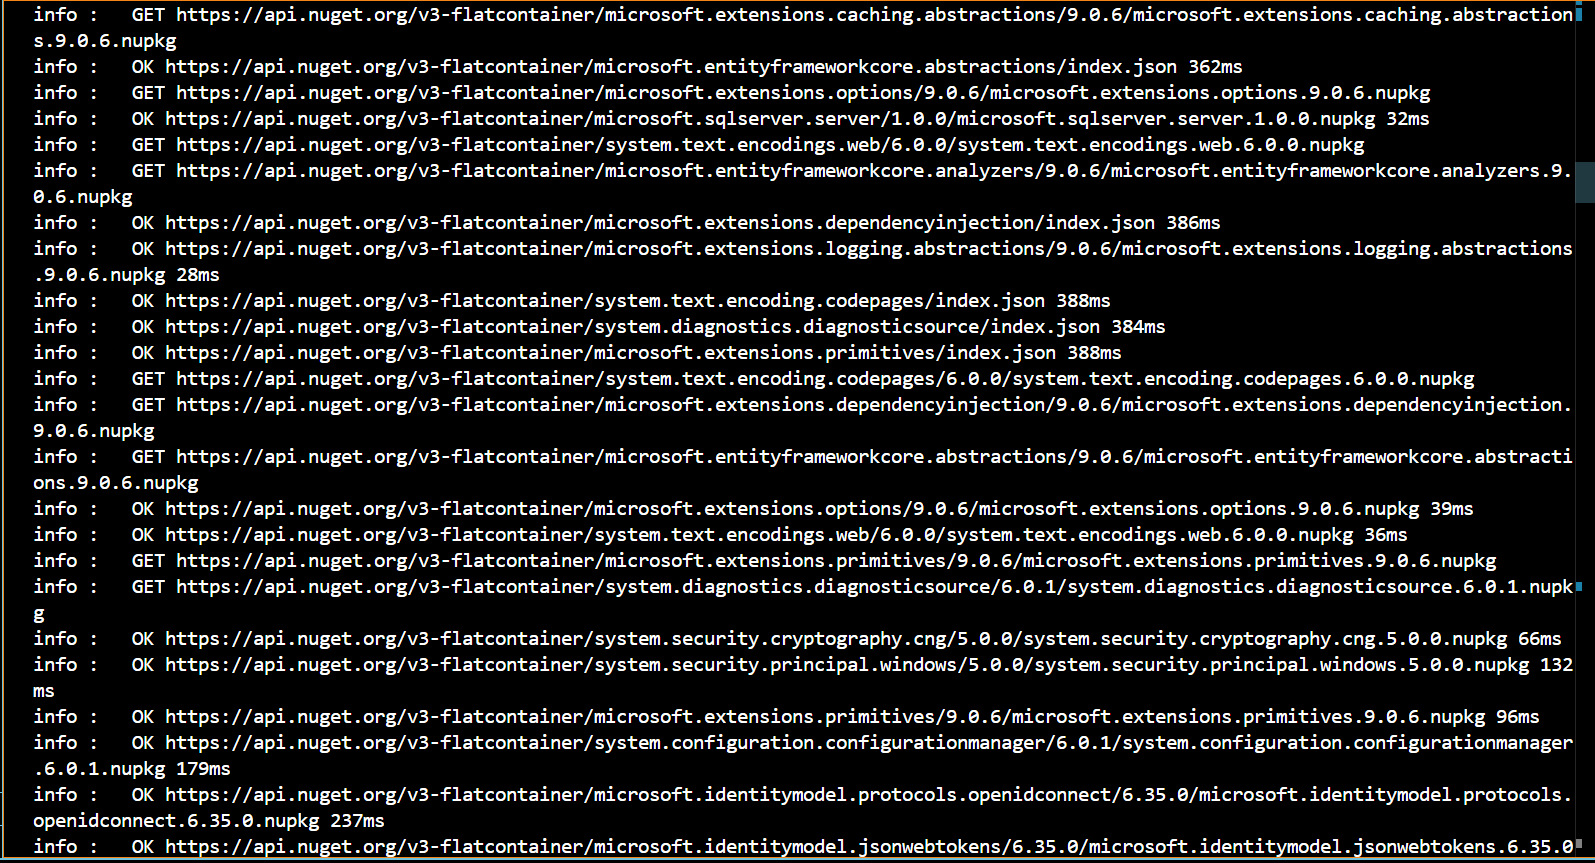 info :   GET https://api.nuget.org/v3-flatcontainer/microsoft.extensions.caching.abstractions/9.0.6/microsoft.extensions.caching.abstraction
s.9.0.6.nupkg
info :   OK https://api.nuget.org/v3-flatcontainer/microsoft.entityframeworkcore.abstractions/index.json 362ms
info :   GET https://api.nuget.org/v3-flatcontainer/microsoft.extensions.options/9.0.6/microsoft.extensions.options.9.0.6.nupkg
info :   OK https://api.nuget.org/v3-flatcontainer/microsoft.sqlserver.server/1.0.0/microsoft.sqlserver.server.1.0.0.nupkg 32ms
info :   GET https://api.nuget.org/v3-flatcontainer/system.text.encodings.web/6.0.0/system.text.encodings.web.6.0.0.nupkg
info :   GET https://api.nuget.org/v3-flatcontainer/microsoft.entityframeworkcore.analyzers/9.0.6/microsoft.entityframeworkcore.analyzers.9.
0.6.nupkg
info :   OK https://api.nuget.org/v3-flatcontainer/microsoft.extensions.dependencyinjection/index.json 386ms
info :   OK https://api.nuget.org/v3-flatcontainer/microsoft.extensions.logging.abstractions/9.0.6/microsoft.extensions.logging.abstractions
.9.0.6.nupkg 28ms
info :   OK https://api.nuget.org/v3-flatcontainer/system.text.encoding.codepages/index.json 388ms
info :   OK https://api.nuget.org/v3-flatcontainer/system.diagnostics.diagnosticsource/index.json 384ms
info :   OK https://api.nuget.org/v3-flatcontainer/microsoft.extensions.primitives/index.json 388ms
info :   GET https://api.nuget.org/v3-flatcontainer/system.text.encoding.codepages/6.0.0/system.text.encoding.codepages.6.0.0.nupkg
info :   GET https://api.nuget.org/v3-flatcontainer/microsoft.extensions.dependencyinjection/9.0.6/microsoft.extensions.dependencyinjection.
9.0.6.nupkg
info :   GET https://api.nuget.org/v3-flatcontainer/microsoft.entityframeworkcore.abstractions/9.0.6/microsoft.entityframeworkcore.abstracti
ons.9.0.6.nupkg
info :   OK https://api.nuget.org/v3-flatcontainer/microsoft.extensions.options/9.0.6/microsoft.extensions.options.9.0.6.nupkg 39ms
info :   OK https://api.nuget.org/v3-flatcontainer/system.text.encodings.web/6.0.0/system.text.encodings.web.6.0.0.nupkg 36ms
info :   GET https://api.nuget.org/v3-flatcontainer/microsoft.extensions.primitives/9.0.6/microsoft.extensions.primitives.9.0.6.nupkg
info :   GET https://api.nuget.org/v3-flatcontainer/system.diagnostics.diagnosticsource/6.0.1/system.diagnostics.diagnosticsource.6.0.1.nupk
g
info :   OK https://api.nuget.org/v3-flatcontainer/system.security.cryptography.cng/5.0.0/system.security.cryptography.cng.5.0.0.nupkg 66ms
info :   OK https://api.nuget.org/v3-flatcontainer/system.security.principal.windows/5.0.0/system.security.principal.windows.5.0.0.nupkg 132
ms
info :   OK https://api.nuget.org/v3-flatcontainer/microsoft.extensions.primitives/9.0.6/microsoft.extensions.primitives.9.0.6.nupkg 96ms
info :   OK https://api.nuget.org/v3-flatcontainer/system.configuration.configurationmanager/6.0.1/system.configuration.configurationmanager
.6.0.1.nupkg 179ms
info :   OK https://api.nuget.org/v3-flatcontainer/microsoft.identitymodel.protocols.openidconnect/6.35.0/microsoft.identitymodel.protocols.
openidconnect.6.35.0.nupkg 237ms
info :   OK https://api.nuget.org/v3-flatcontainer/microsoft.identitymodel.jsonwebtokens/6.35.0/microsoft.identitymodel.jsonwebtokens.6.35.0